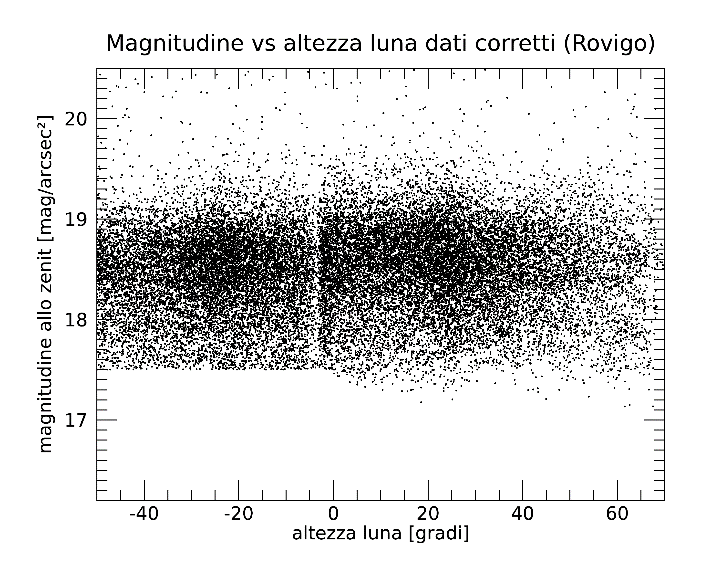 Magnitudine vs altezza luna dati corretti (Rovigo)
magnitudine allo zenit [mag/arcsec²]
20
19
18
17
-40 -20 0 20 40 60
altezza luna [gradi]